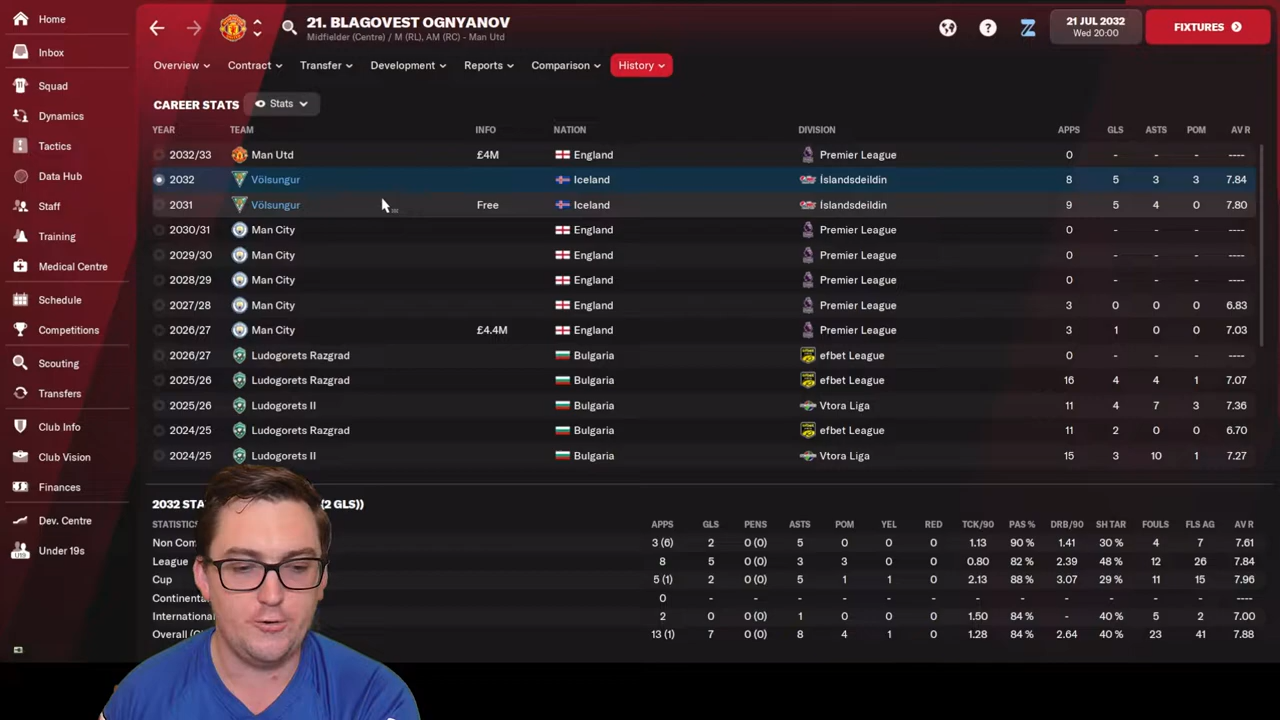 Home
Inbox
Squad
Dynamics
Tactics
Data Hub
Staff
Training
Medical Centre
Schedule
Competitions
Scouting
Transfers
Club Info
Club Vision
Finances
Dev. Centre
Under 19s
21. BLAGOVEST OGNYANOV
Midfielder (Centre) / M (RL), AM (RC) - Man Utd
21 JUL 2032
Wed 20:00
FIXTURES
Overview Contract Transfer Development Reports Comparison History
CAREER STATS Stats
YEAR TEAM INFO NATION DIVISION APPS GLS ASTS POM AV R
2032/33 Man Utd £4M England Premier League 0 - - - ----
2032 Völsungur Iceland Íslandsdeildin 8 5 3 3 7.84
2031 Völsungur Free Iceland Íslandsdeildin 9 5 4 0 7.80
2030/31 Man City England Premier League 0 - - - ----
2029/30 Man City England Premier League 0 - - - ----
2028/29 Man City England Premier League 0 - - - ----
2027/28 Man City England Premier League 3 0 0 0 6.83
2026/27 Man City £4.4M England Premier League 3 1 0 0 7.03
2026/27 Ludogorets Razgrad Bulgaria efbet League 0 - - - ----
2025/26 Ludogorets Razgrad Bulgaria efbet League 16 4 4 1 7.07
2025/26 Ludogorets II Bulgaria Vtora Liga 11 4 7 3 7.36
2024/25 Ludogorets Razgrad Bulgaria efbet League 11 2 0 0 6.70
2024/25 Ludogorets II Bulgaria Vtora Liga 15 3 10 1 7.27
2032 (2 GLS))
STATISTICS APPS GLS PENS ASTS POM YEL RED TCK/90 PAS % DRB/90 SH TAR FOULS FLS AG AV R
Non 3 (6) 2 0 (0) 5 0 0 0 1.13 90 % 1.41 30 % 4 7 7.61
League 8 5 0 (0) 3 3 0 0 0.80 82 % 2.39 48 % 12 26 7.84
Cup 5 (1) 2 0 (0) 5 1 1 0 2.13 88 % 3.07 29 % 11 15 7.96
0 - - - - - - - - - - - - ----
International 2 0 0 (0) 1 0 0 0 1.50 84 % - 40 % 5 2 7.00
Overall 13 (1) 7 0 (0) 8 4 1 0 1.28 84 % 2.64 40 % 23 41 7.88